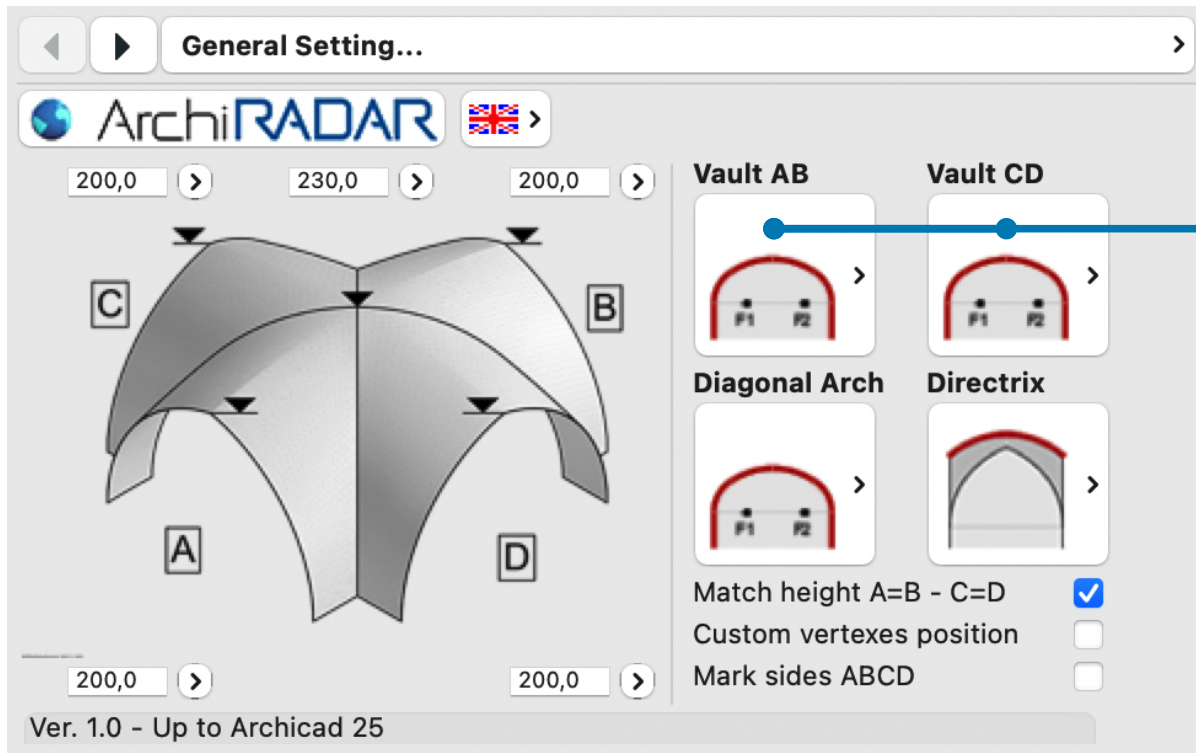 General Setting...
ArchiRADAR
200,0 230,0 200,0
Vault AB Vault CD
C B
F1 F2 F1 F2
Diagonal Arch Directrix
F1 F2
A D
Match height A=B - C=D
Custom vertexes position
Mark sides ABCD
200,0 200,0
Ver. 1.0 - Up to Archicad 25